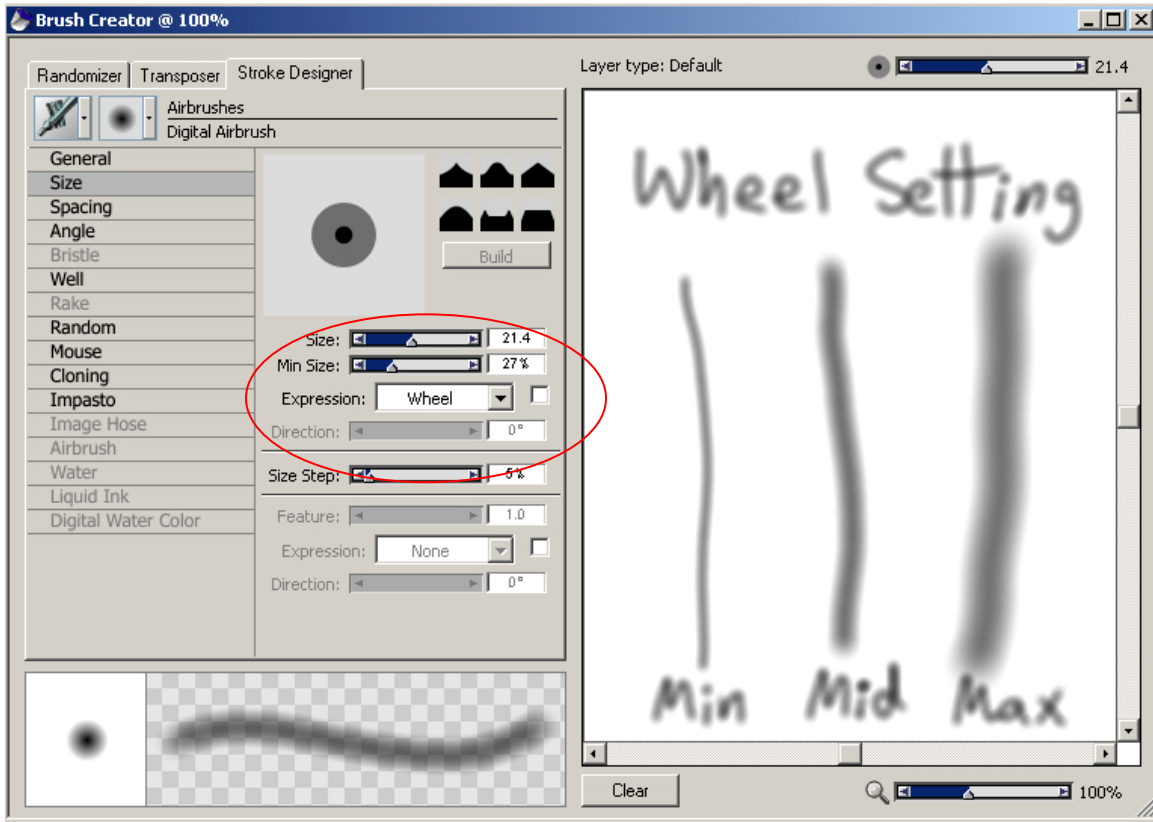 Brush Creator @ 100%
Randomizer Transposer Stroke Designer
Airbrushes
Digital Airbrush
General
Size
Spacing
Angle
Bristle
Well
Rake
Random
Mouse
Cloning
Impasto
Image Hose
Airbrush
Water
Liquid Ink
Digital Water Color
Build
Size: 21.4
Min Size: 27%
Expression: Wheel
Direction: 0°
Size Step: 5%
Feature: 1.0
Expression: None
Direction: 0°
Layer type: Default 21.4
Wheel Setting
Min Mid Max
Clear 100%